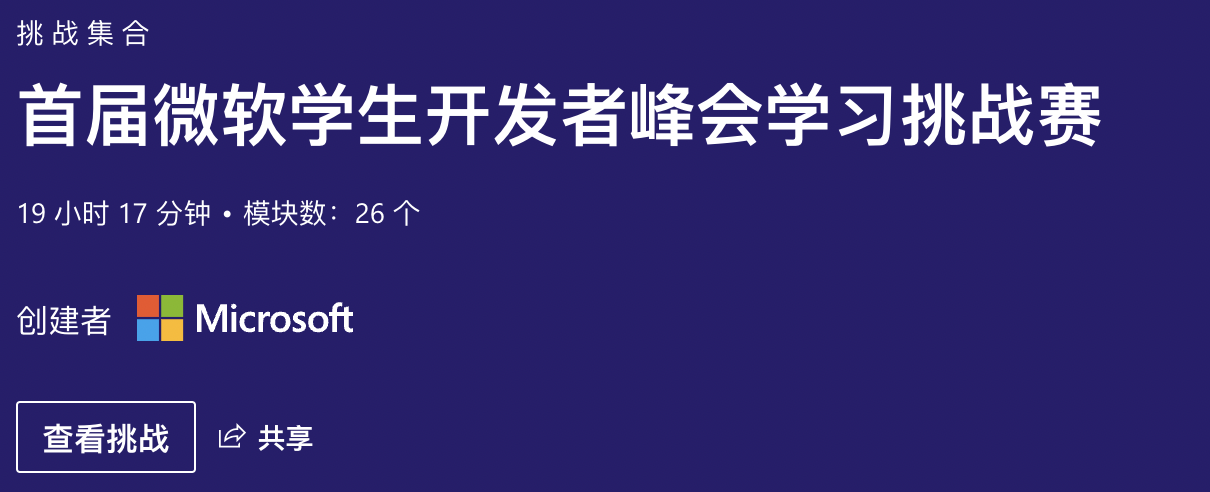 挑战集合
首届微软学生开发者峰会学习挑战赛
19 小时 17 分钟 • 模块数：26 个
创建者 Microsoft
查看挑战 共享